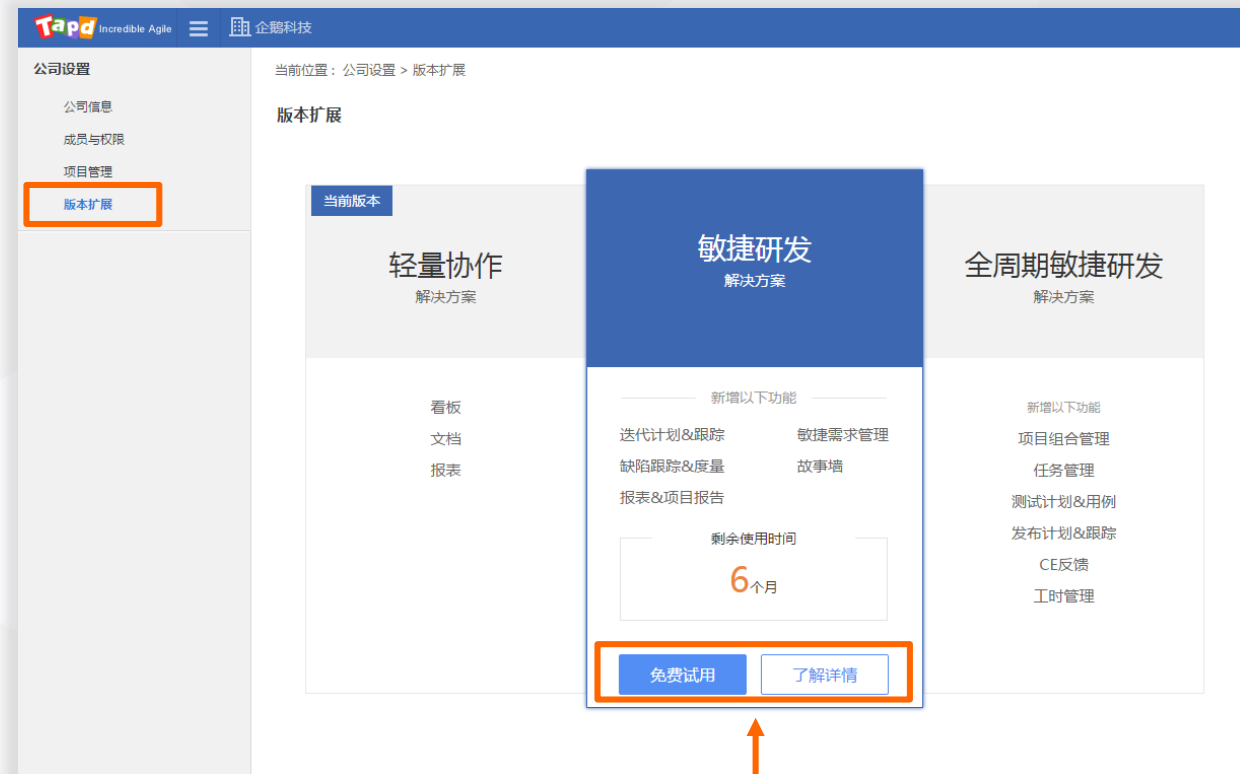 Tapd Incredible Agile 企鹅科技
公司设置
公司信息
成员与权限
项目管理
版本扩展
当前位置：公司设置 > 版本扩展
版本扩展
当前版本
轻量协作
解决方案
看板
文档
报表
敏捷研发
解决方案
新增以下功能
迭代计划&跟踪 敏捷需求管理
缺陷跟踪&度量 故事墙
报表&项目报告
剩余使用时间
6个月
免费试用 了解详情
全周期敏捷研发
解决方案
新增以下功能
项目组合管理
任务管理
测试计划&用例
发布计划&跟踪
CE反馈
工时管理